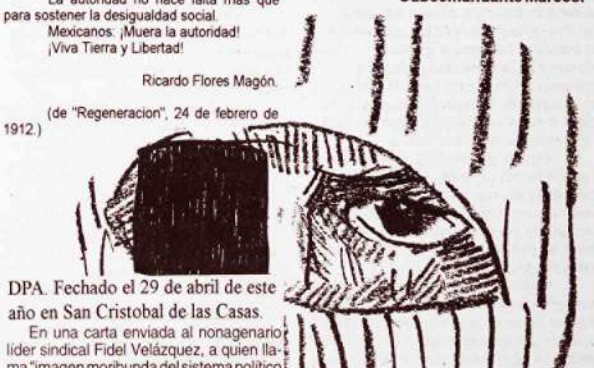 La autoridad no hace falta más que
para sostener la desigualdad social.
Mexicanos: ¡Muera la autoridad!
¡Viva Tierra y Libertad!
Ricardo Flores Magón.
(de "Regeneracion", 24 de febrero de
1912.)
DPA. Fechado el 29 de abril de este
año en San Cristobal de las Casas.
En una carta enviada al nonagenario
líder sindical Fidel Velázquez, a quien lla-
ma "imagen moribunda del sistema político
Subcomandante Marcos.